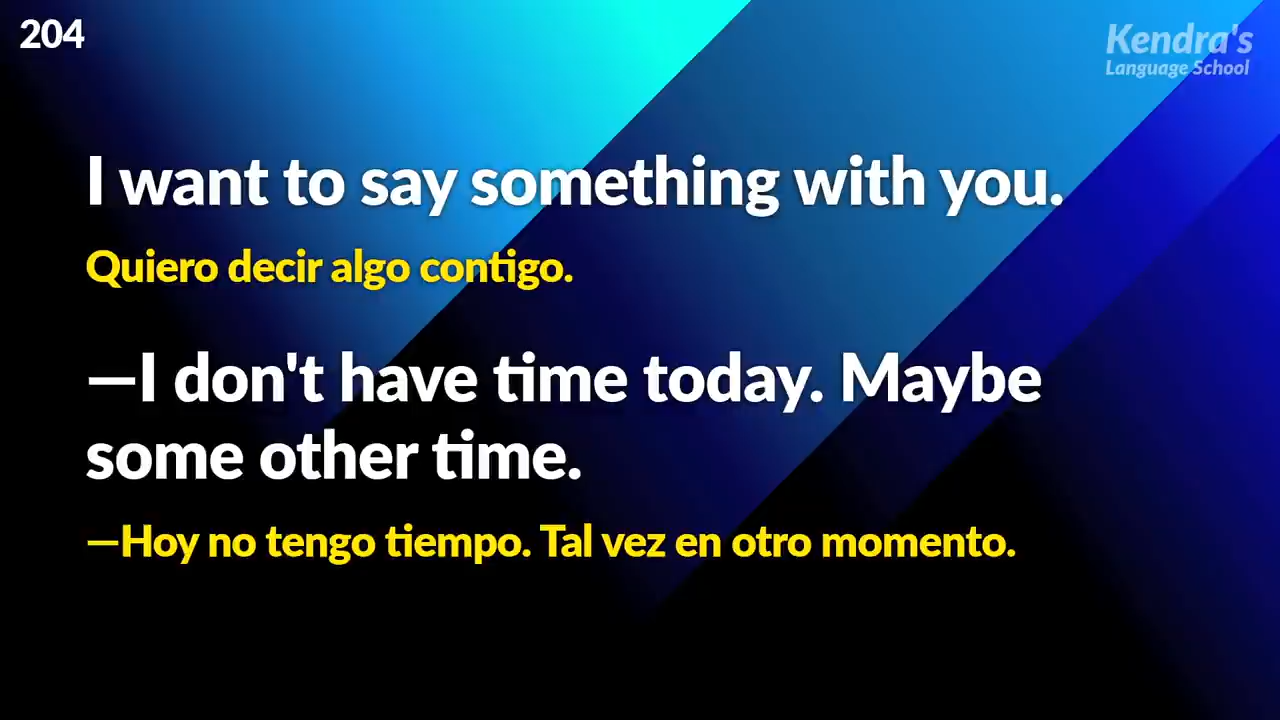 204
Kendra's
Language School
I want to say something with you.
Quiero decir algo contigo.
—I don't have time today. Maybe
some other time.
—Hoy no tengo tiempo. Tal vez en otro momento.